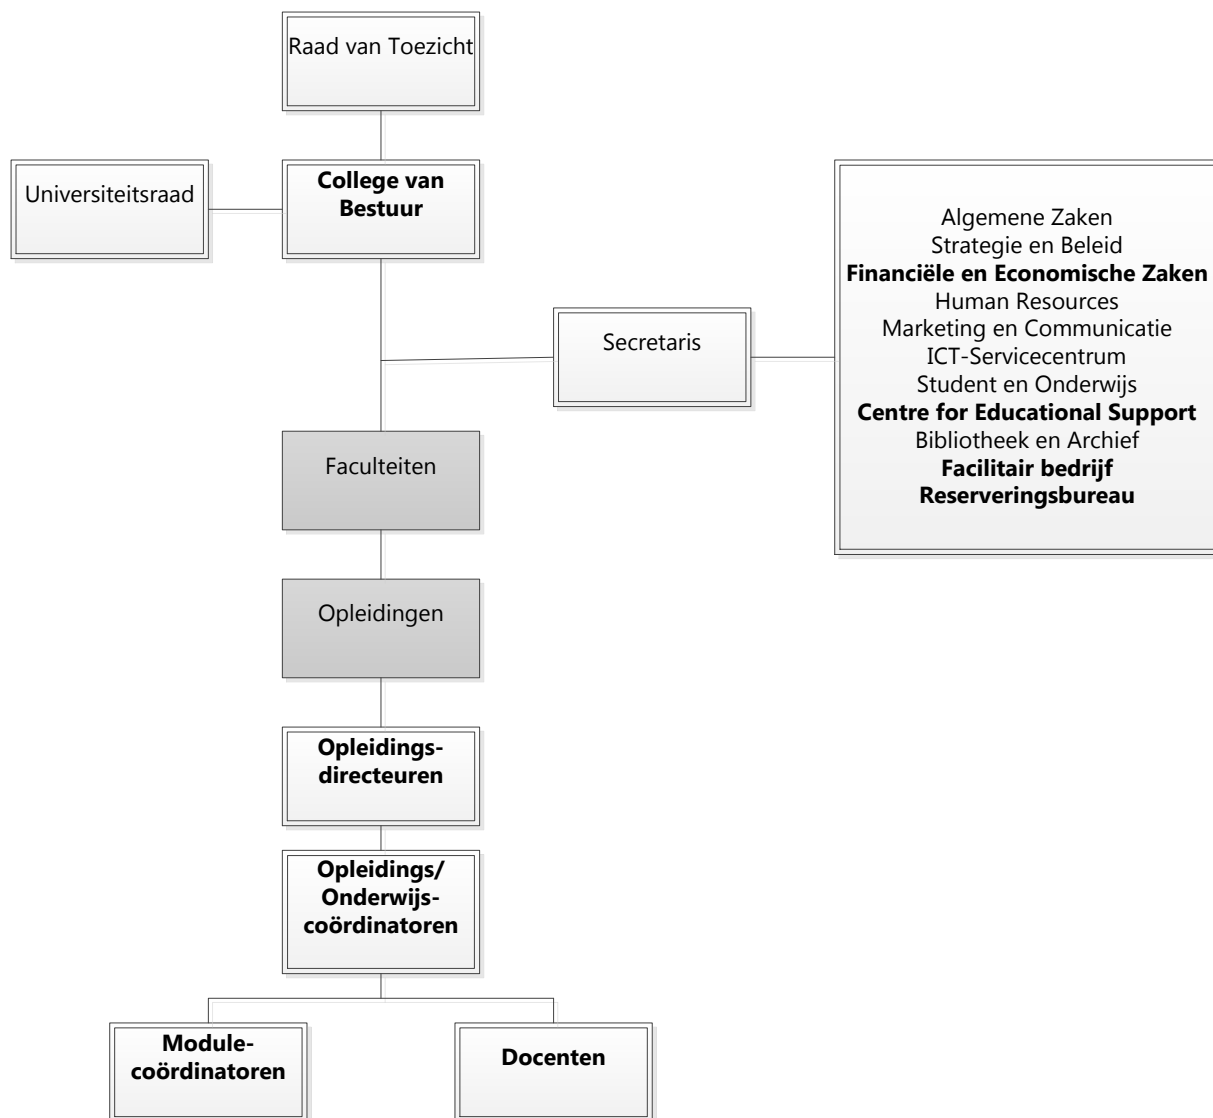 Raad van Toezicht
Universiteitsraad
College van
Bestuur
Algemene Zaken
Strategie en Beleid
Financiële en Economische Zaken
Human Resources
Marketing en Communicatie
ICT-Servicecentrum
Student en Onderwijs
Centre for Educational Support
Bibliotheek en Archief
Facilitair bedrijf
Reserveringsbureau
Secretaris
Faculteiten
Opleidingen
Opleidings-
directeuren
Opleidings/
Onderwijs-
coördinatoren
Module-
coördinatoren
Docenten